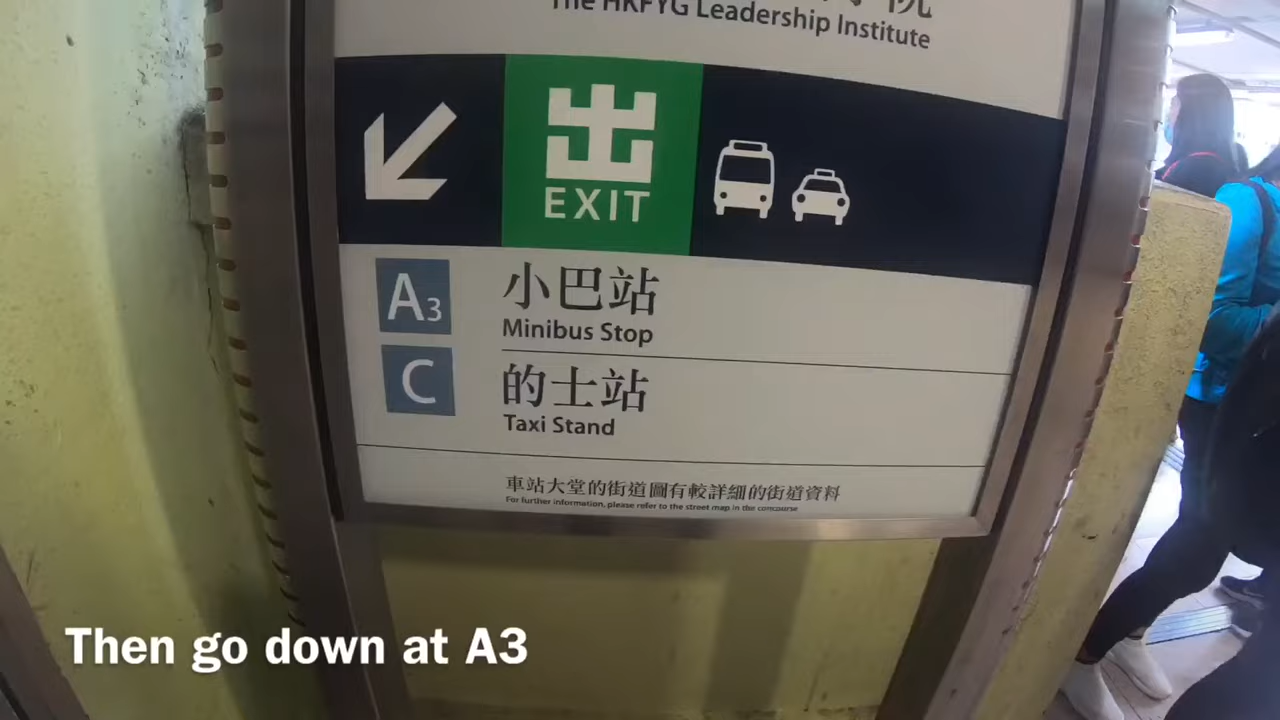 The HKFYG Leadership Institute
出
EXIT
A3
小巴站
Minibus Stop
C
的士站
Taxi Stand
車站大堂的街道圖有較詳細的街道資料
For further information, please refer to the street map in the concourse
Then go down at A3